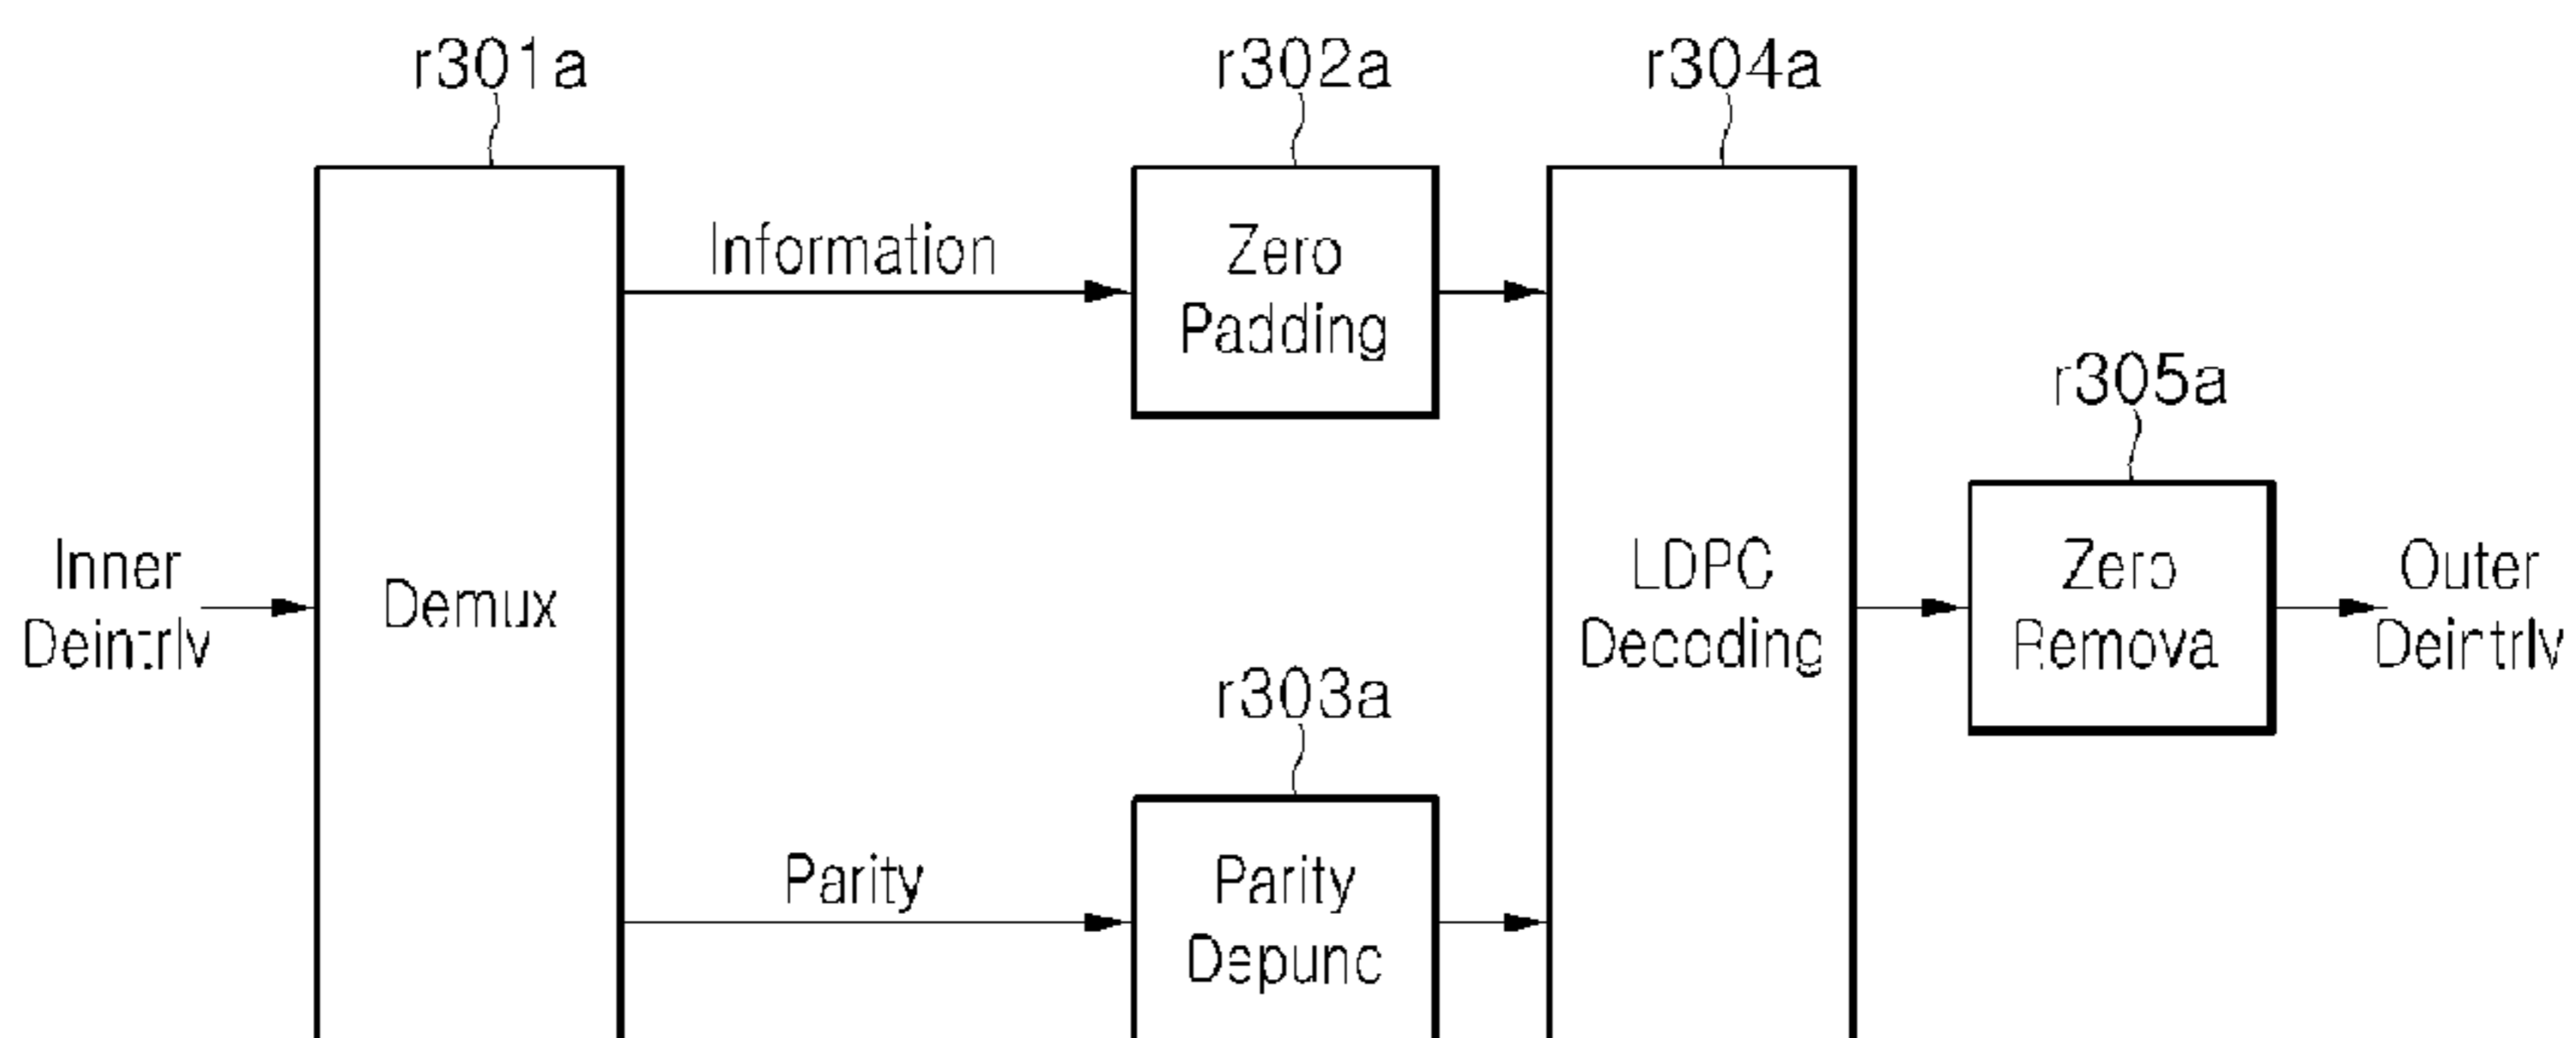 r301a
r302a
r304a
Information
Zero
Padding
r305a
Inner
Deintrlv
Demux
LDPC
Decoding
Zero
Remova
Outer
Deintrlv
r303a
Parity
Parity
Depunc